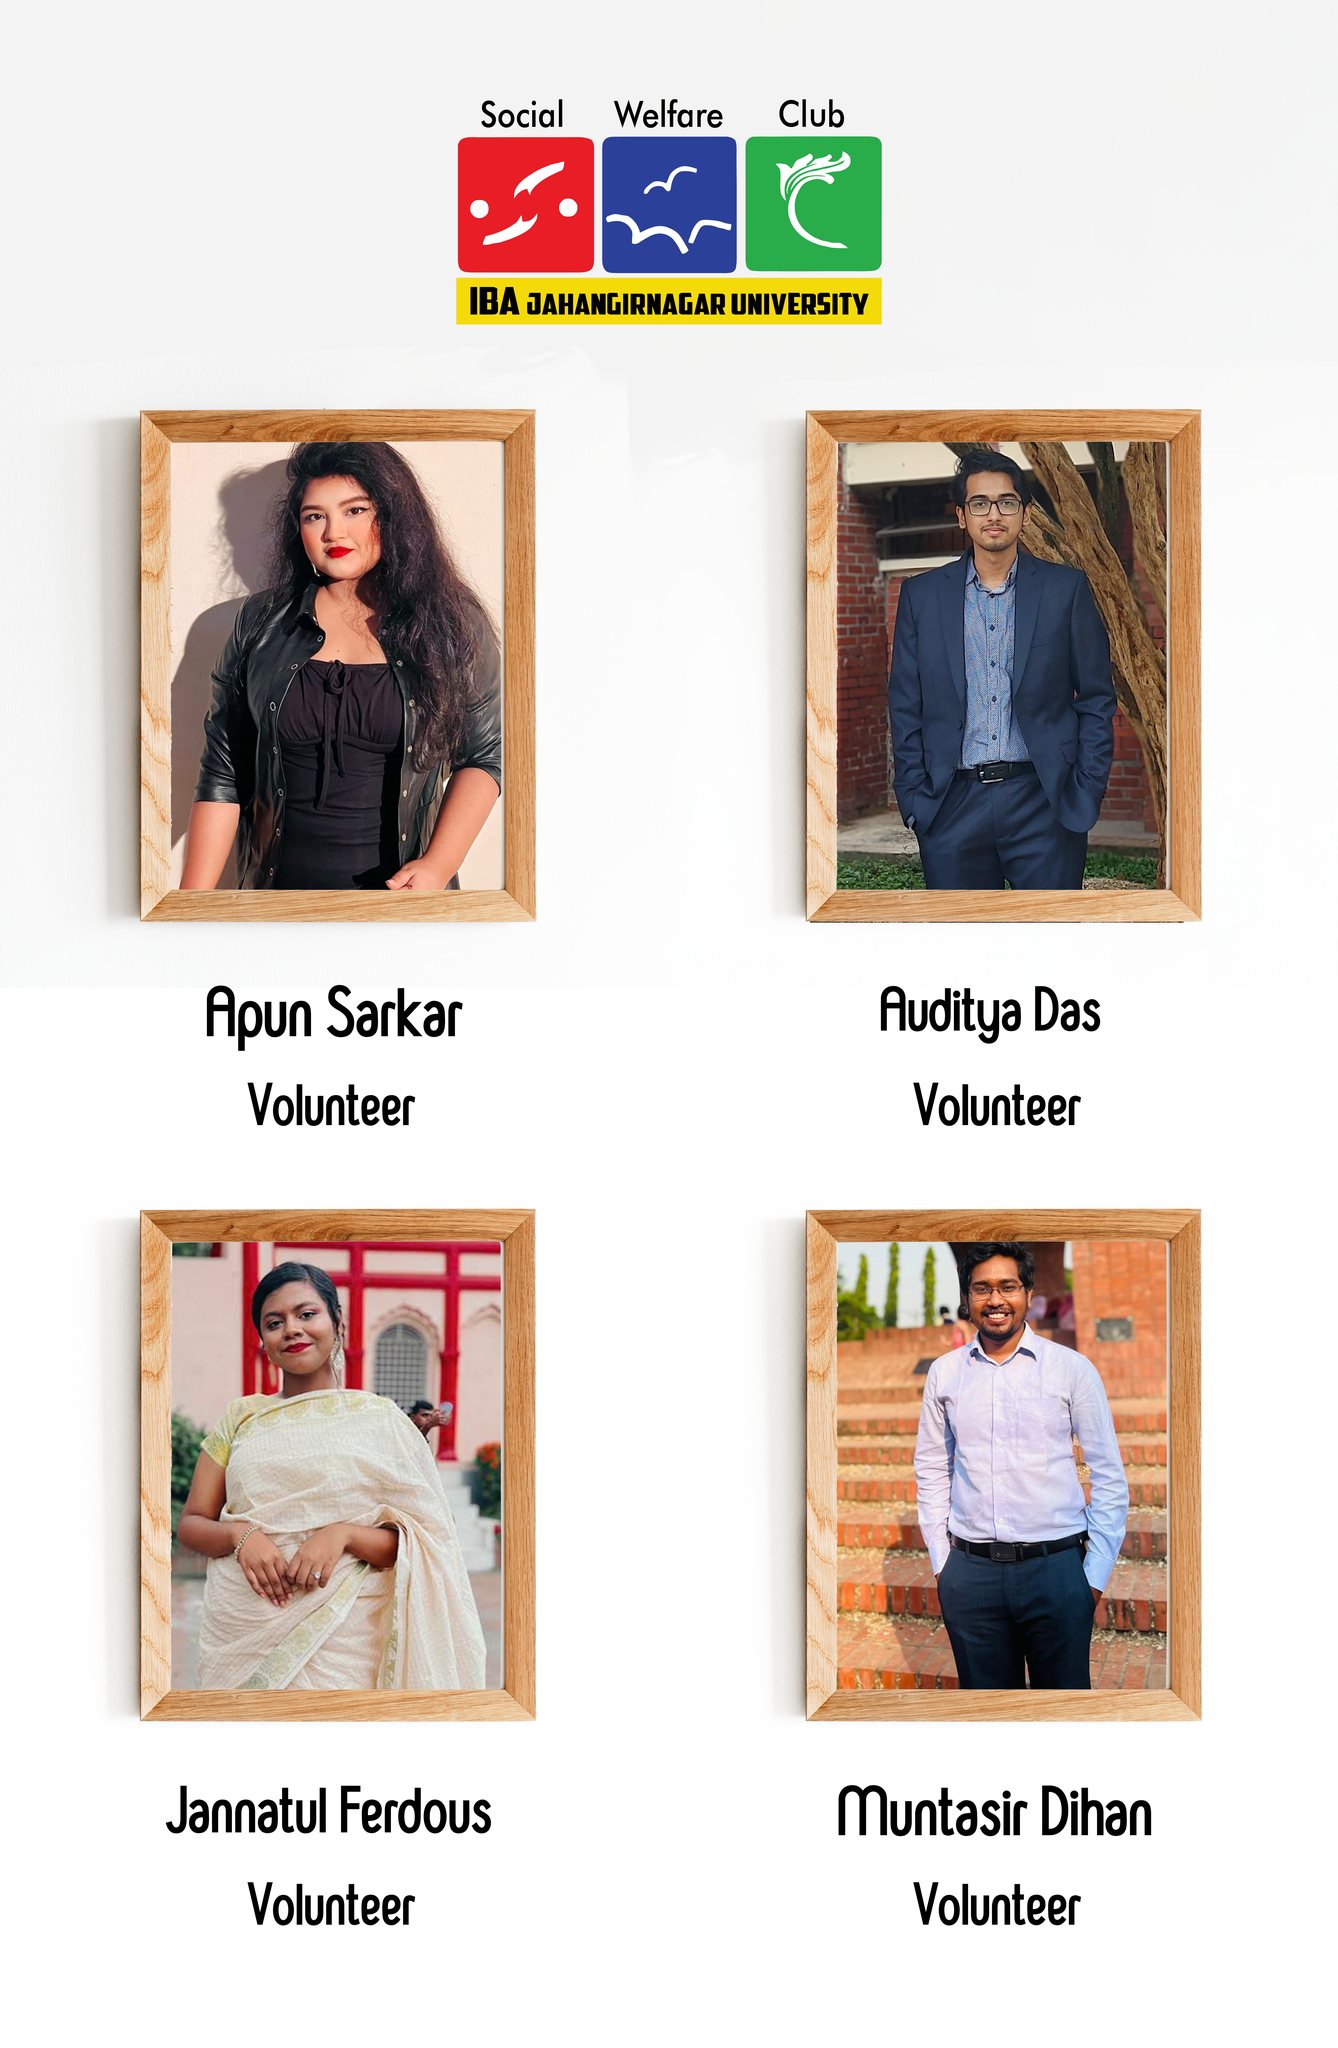 Social Welfare Club
IBA JAHANGIRNAGAR UNIVERSITY
Apun Sarkar
Volunteer
Auditya Das
Volunteer
Jannatul Ferdous
Volunteer
Muntasir Dihan
Volunteer